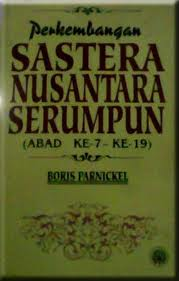 Perkembangan
SASTERA
NUSANTARA
SERUMPUN
(ABAD KE-7- KE-19)
BORIS PARNICKEL